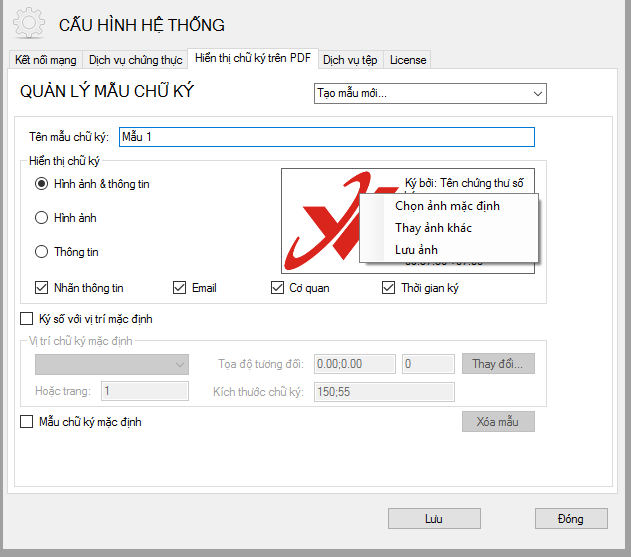 CẤU HÌNH HỆ THỐNG
Kết nối mạng Dịch vụ chứng thực Hiển thị chữ ký trên PDF Dịch vụ tệp License
QUẢN LÝ MẪU CHỮ KÝ Tạo mẫu mới...
Tên mẫu chữ ký: Mẫu 1
Hiển thị chữ ký
Hình ảnh & thông tin
Ký bởi: Tên chứng thư số
Chọn ảnh mặc định
Hình ảnh
Thay ảnh khác
Lưu ảnh
Thông tin
Nhãn thông tin Email Cơ quan Thời gian ký
Ký số với vị trí mặc định
Vị trí chữ ký mặc định
Tọa độ tương đối: 0.00;0.00 0 Thay đổi...
Hoặc trang: 1 Kích thước chữ ký: 150;55
Mẫu chữ ký mặc định Xóa mẫu
Lưu Đóng